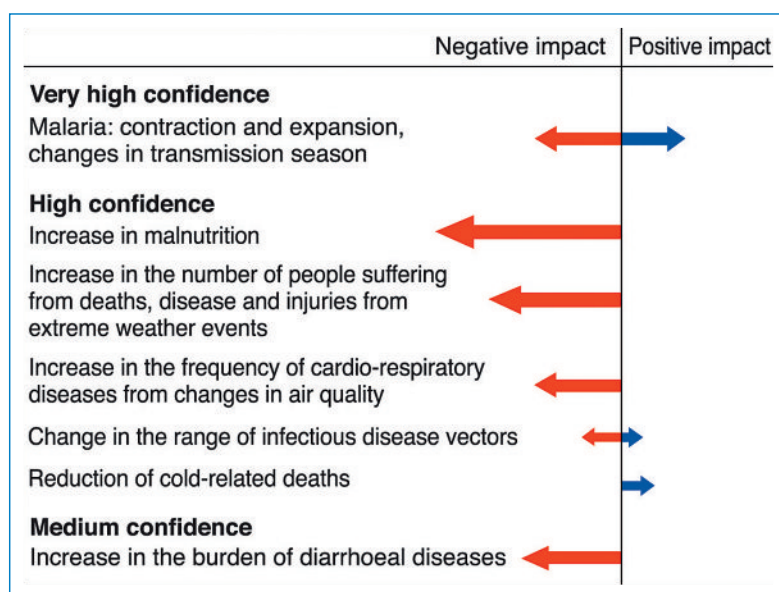 Negative impact Positive impact
Very high confidence
Malaria: contraction and expansion,
changes in transmission season
High confidence
Increase in malnutrition
Increase in the number of people suffering
from deaths, disease and injuries from
extreme weather events
Increase in the frequency of cardio-respiratory
diseases from changes in air quality
Change in the range of infectious disease vectors
Reduction of cold-related deaths
Medium confidence
Increase in the burden of diarrhoeal diseases